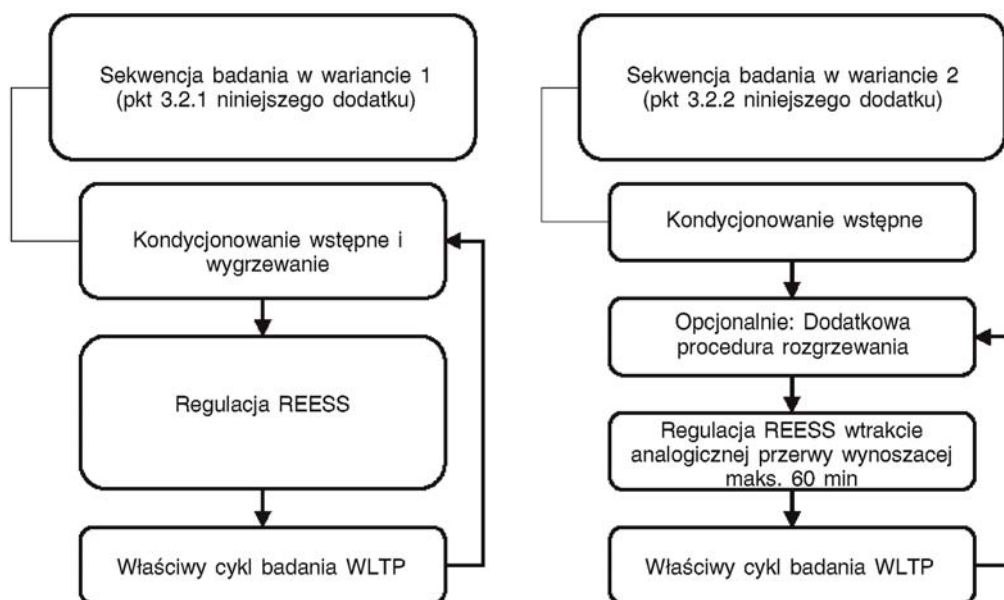 Sekwencja badania w wariancie 1
(pkt 3.2.1 niniejszego dodatku)
Kondycjonowanie wstępne i
wygrzewanie
Regulacja REESS
Właściwy cykl badania WLTP
Sekwencja badania w wariancie 2
(pkt 3.2.2 niniejszego dodatku)
Kondycjonowanie wstępne
Opcjonalnie: Dodatkowa
procedura rozgrzewania
Regulacja REESS wtrakcie
analogicznej przerwy wynoszacej
maks. 60 min
Właściwy cykl badania WLTP